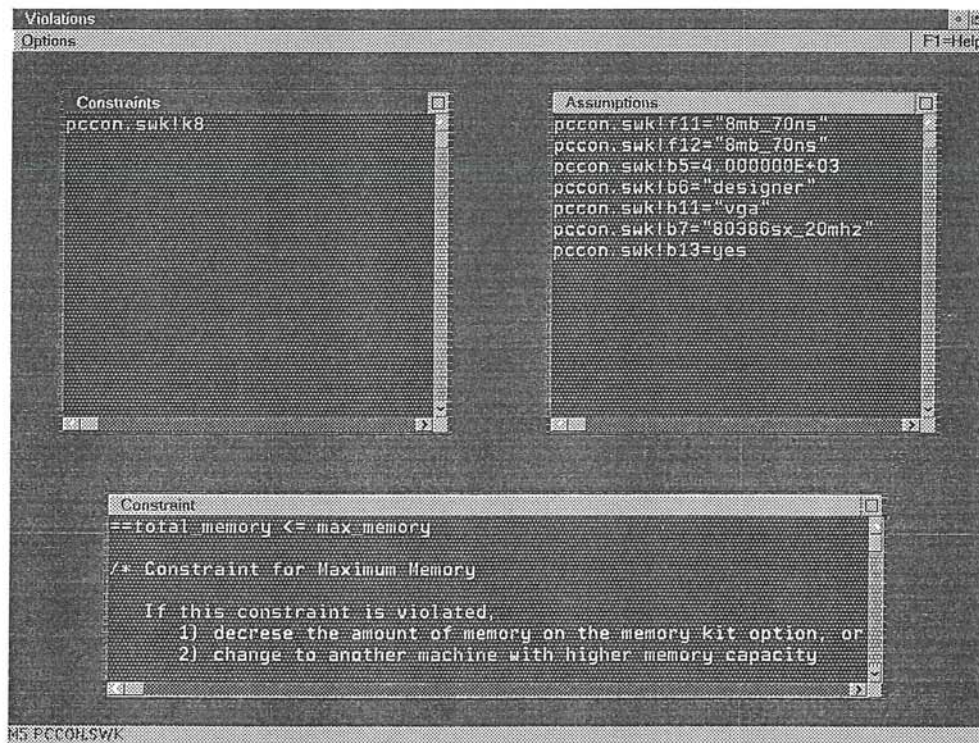 Violations
Options
F1=Help
Constraints
pccon.swk!k8
Assumptions
pccon.swk!f11="8mb_70ns"
pccon.swk!f12="8mb_70ns"
pccon.swk!b5=4.000000E+03
pccon.swk!b6="designer"
pccon.swk!b11="vga"
pccon.swk!b7="80386sx_20mhz"
pccon.swk!b13=yes
Constraint
==total_memory <= max_memory
/* Constraint for Maximum Memory
If this constraint is violated,
1) decrese the amount of memory on the memory kit option, or
2) change to another machine with higher memory capacity
M5 PCCON.SWK